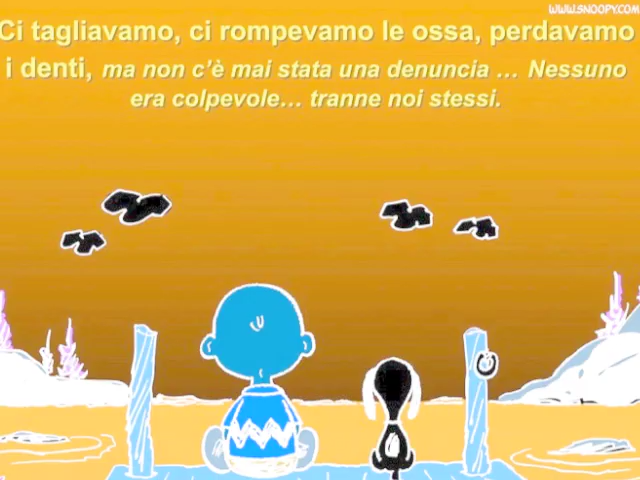 WWW.SNOOPY.COM
Ci tagliavamo, ci rompevamo le ossa, perdavamo
i denti, ma non c'è mai stata una denuncia ... Nessuno
era colpevole... tranne noi stessi.